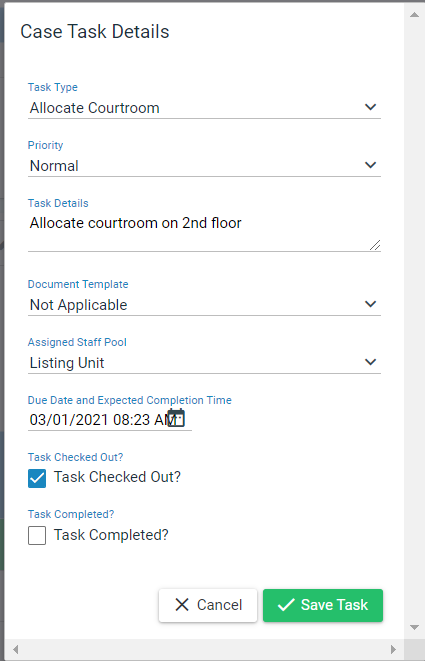 Case Task Details
Task Type
Allocate Courtroom
Priority
Normal
Task Details
Allocate courtroom on 2nd floor
Document Template
Not Applicable
Assigned Staff Pool
Listing Unit
Due Date and Expected Completion Time
03/01/2021 08:23 AM
Task Checked Out?
Task Checked Out?
Task Completed?
Task Completed?
Cancel Save Task